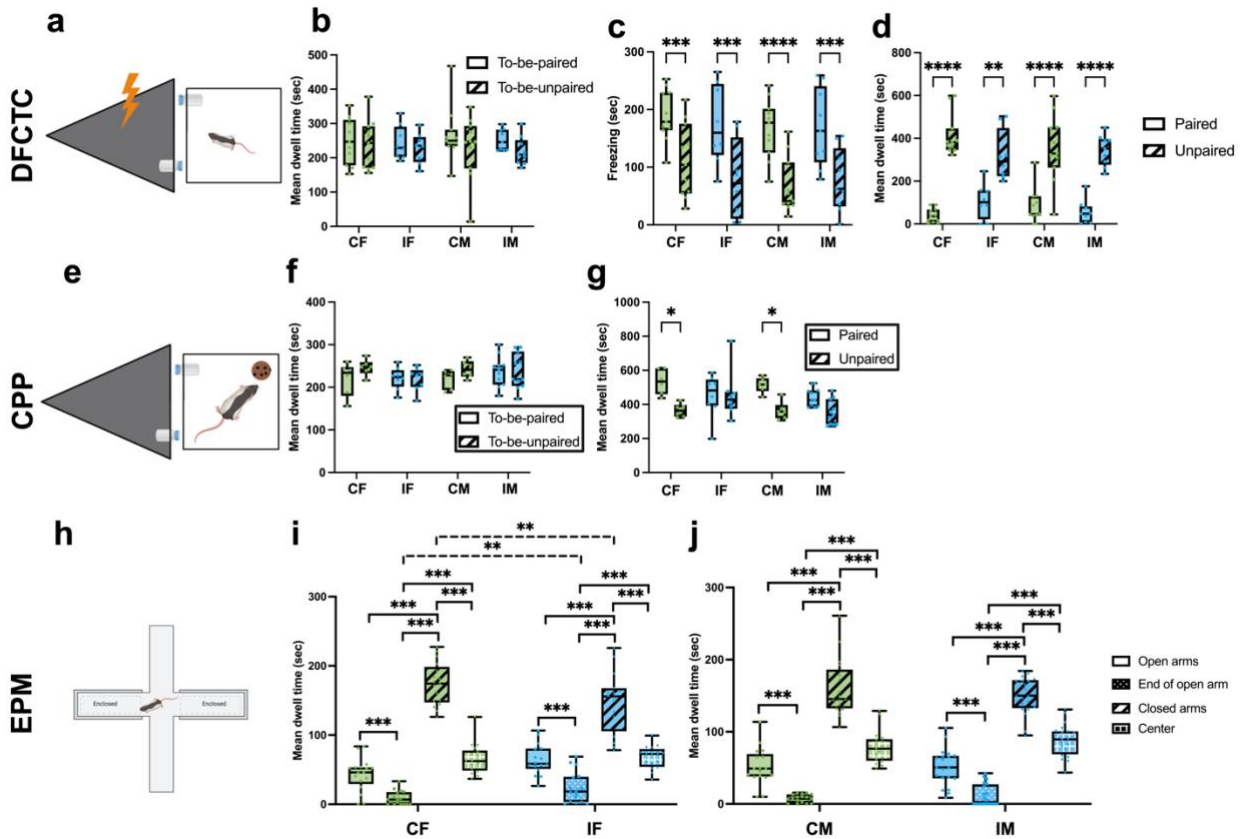 a
b
c
d
DFCTC
Mean dwell time (sec)
500
400
300
200
100
0
To-be-paired
To-be-unpaired
CF IF CM IM
Freezing (sec)
300
200
100
0
*** *** **** ***
CF IF CM IM
Mean dwell time (sec)
800
600
400
200
0
**** ** **** ****
CF IF CM IM
Paired
Unpaired
e
f
g
CPP
Mean dwell time (sec)
400
300
200
100
0
To-be-paired
To-be-unpaired
CF IF CM IM
Mean dwell time (sec)
1000
800
600
400
200
0
* *
Paired
Unpaired
CF IF CM IM
h
i
j
EPM
Enclosed Enclosed
Mean dwell time (sec)
300
200
100
0
**
**
*** ***
*** *** *** ***
*** ***
*** ***
CF IF
Mean dwell time (sec)
300
200
100
0
***
*** ***
*** ***
*** ***
***
*** ***
CM IM
Open arms
End of open arm
Closed arms
Center